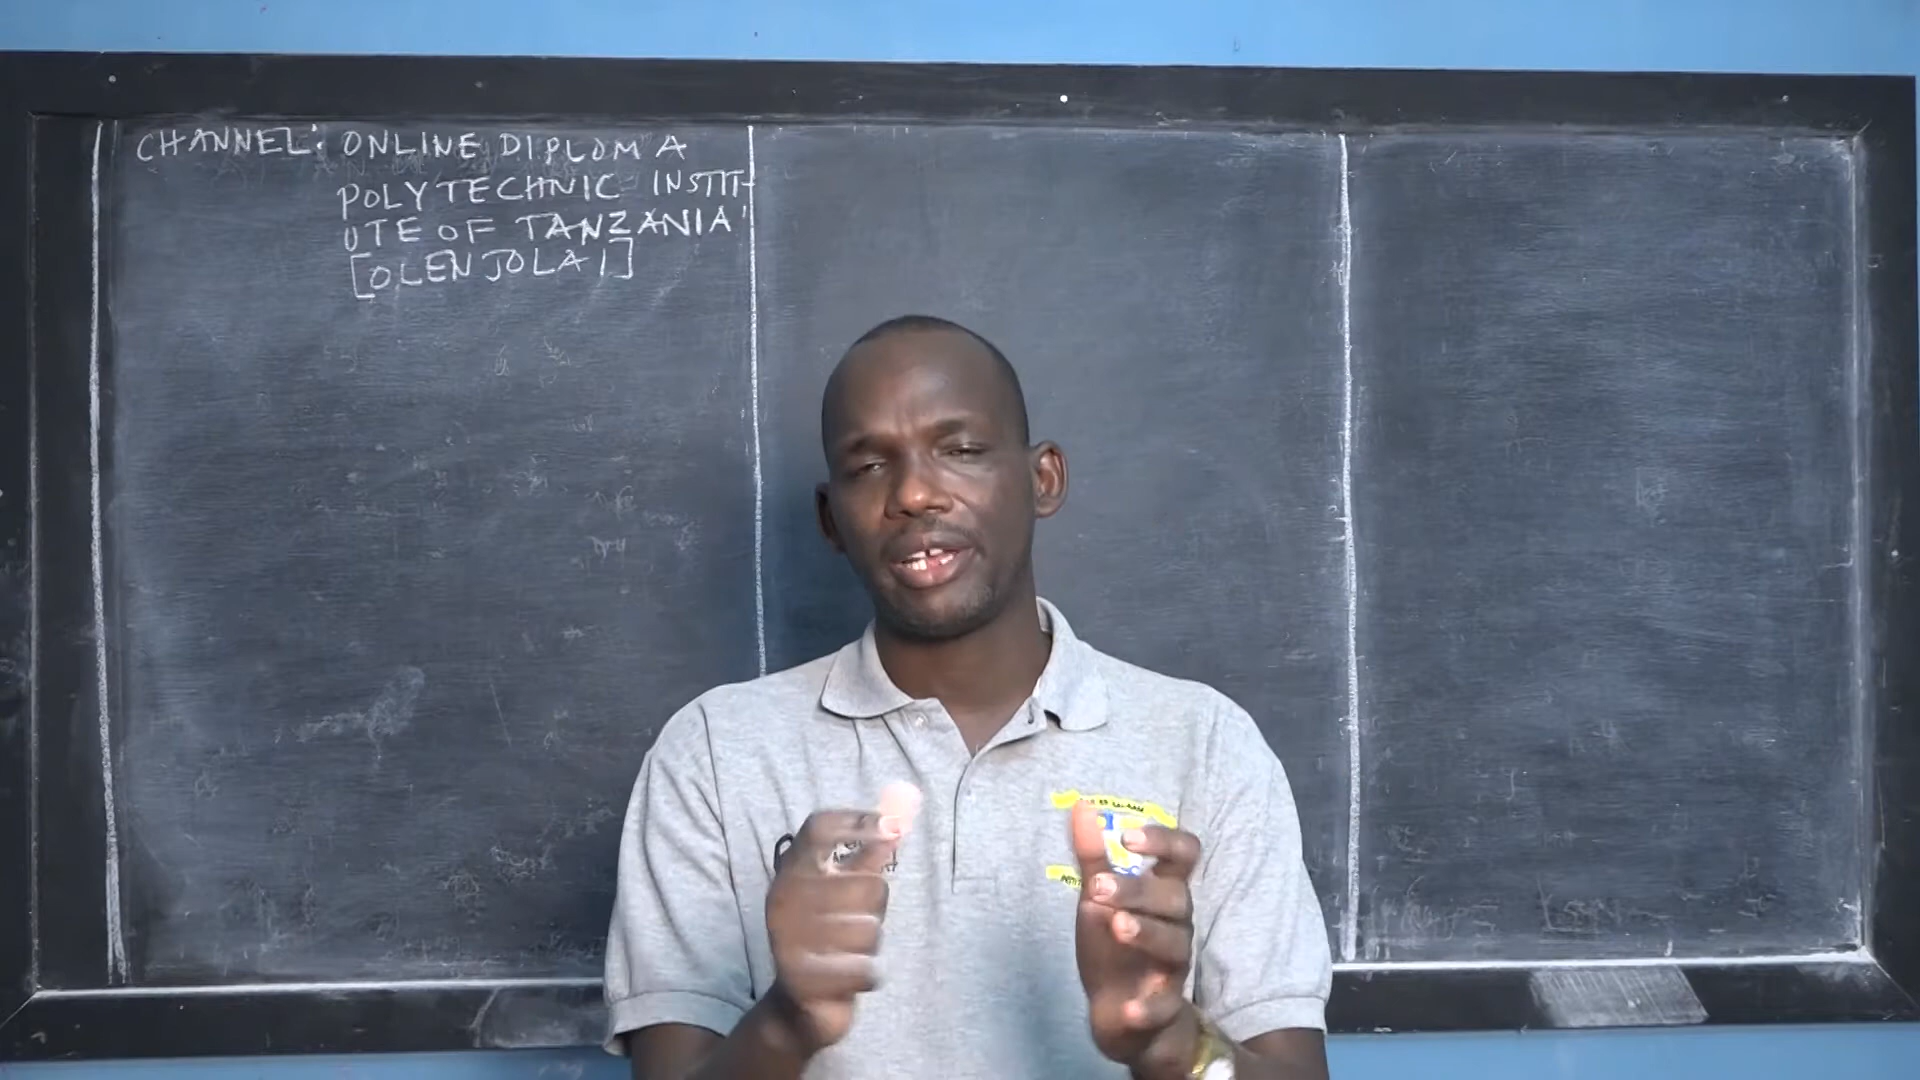 CHANNEL: ONLINE DIPLOMA
POLYTECHNIC INSTIT-
UTE OF TANZANIA'
[OLENJOLAI]